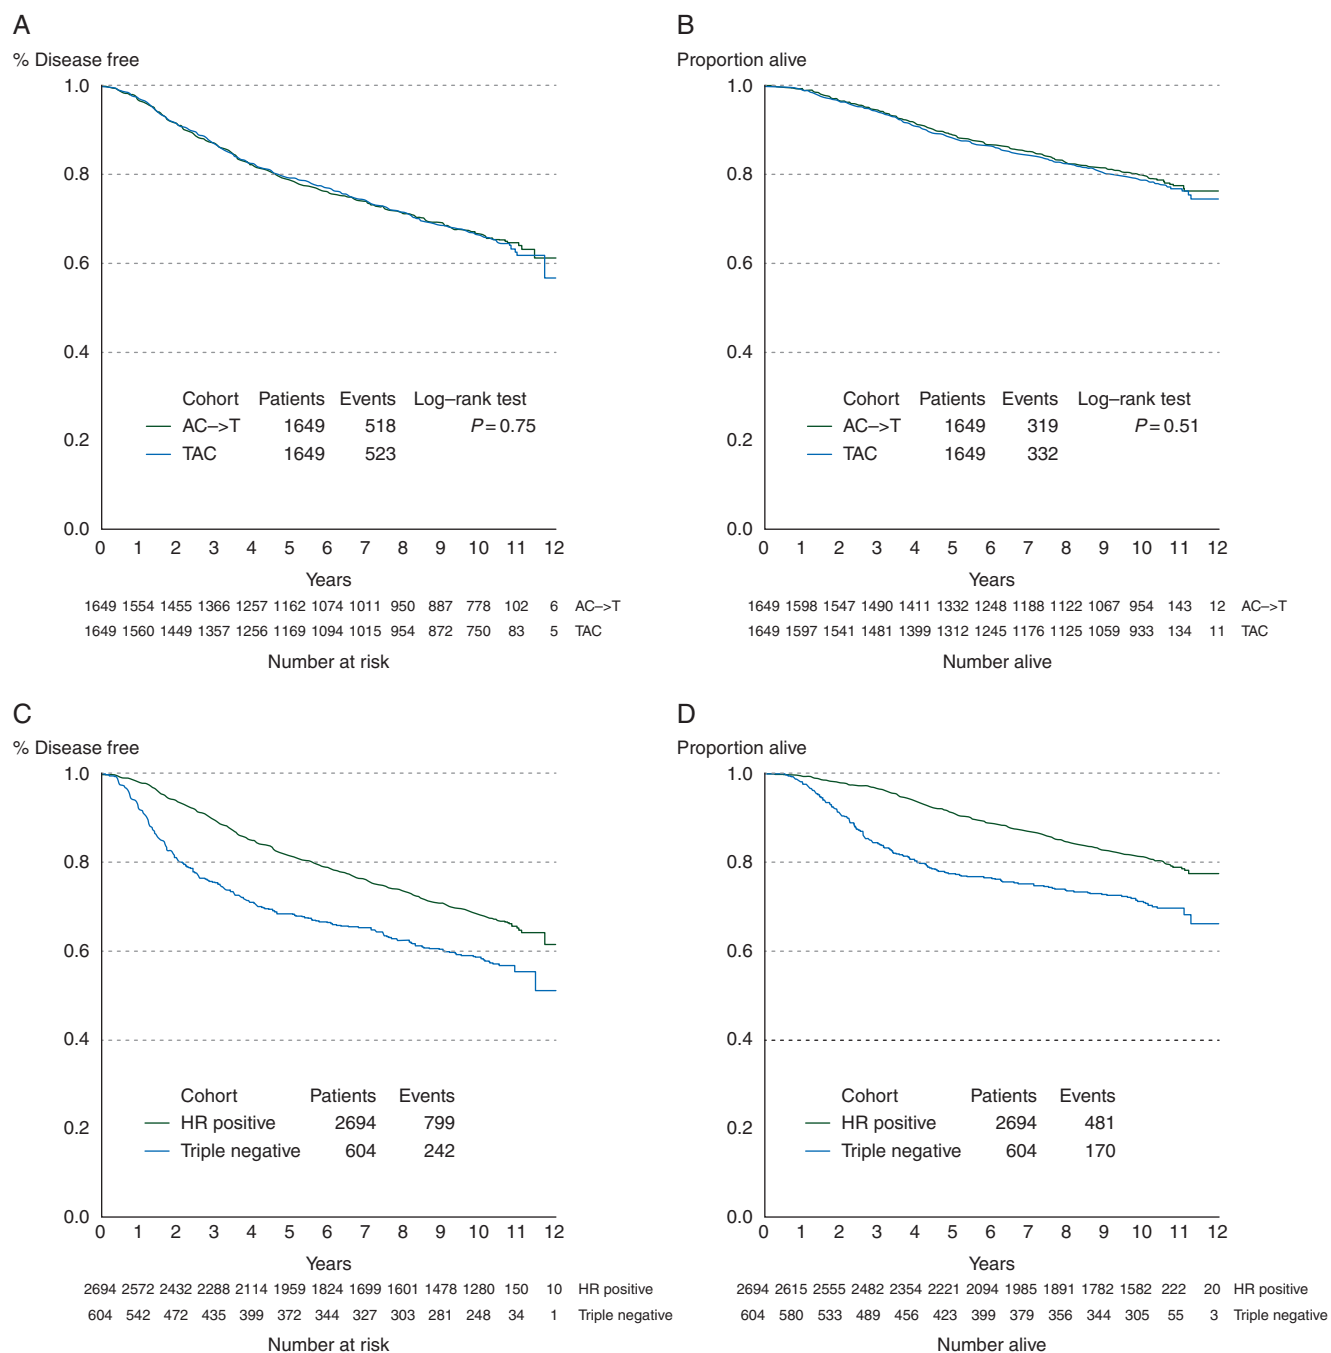 A
% Disease free
1.0
0.8
0.6
0.4
0.2
0.0
Cohort Patients Events Log–rank test
AC–>T 1649 518 P = 0.75
TAC 1649 523
0 1 2 3 4 5 6 7 8 9 10 11 12
Years
1649 1554 1455 1366 1257 1162 1074 1011 950 887 778 102 6 AC–>T
1649 1560 1449 1357 1256 1169 1094 1015 954 872 750 83 5 TAC
Number at risk
B
Proportion alive
1.0
0.8
0.6
0.4
0.2
0.0
Cohort Patients Events Log–rank test
AC–>T 1649 319 P = 0.51
TAC 1649 332
0 1 2 3 4 5 6 7 8 9 10 11 12
Years
1649 1598 1547 1490 1411 1332 1248 1188 1122 1067 954 143 12 AC–>T
1649 1597 1541 1481 1399 1312 1245 1176 1125 1059 933 134 11 TAC
Number alive
C
% Disease free
1.0
0.8
0.6
0.4
0.2
0.0
Cohort Patients Events
HR positive 2694 799
Triple negative 604 242
0 1 2 3 4 5 6 7 8 9 10 11 12
Years
2694 2572 2432 2288 2114 1959 1824 1699 1601 1478 1280 150 10 HR positive
604 542 472 435 399 372 344 327 303 281 248 34 1 Triple negative
Number at risk
D
Proportion alive
1.0
0.8
0.6
0.4
0.2
0.0
Cohort Patients Events
HR positive 2694 481
Triple negative 604 170
0 1 2 3 4 5 6 7 8 9 10 11 12
Years
2694 2615 2555 2482 2354 2221 2094 1985 1891 1782 1582 222 20 HR positive
604 580 533 489 456 423 399 379 356 344 305 55 3 Triple negative
Number alive